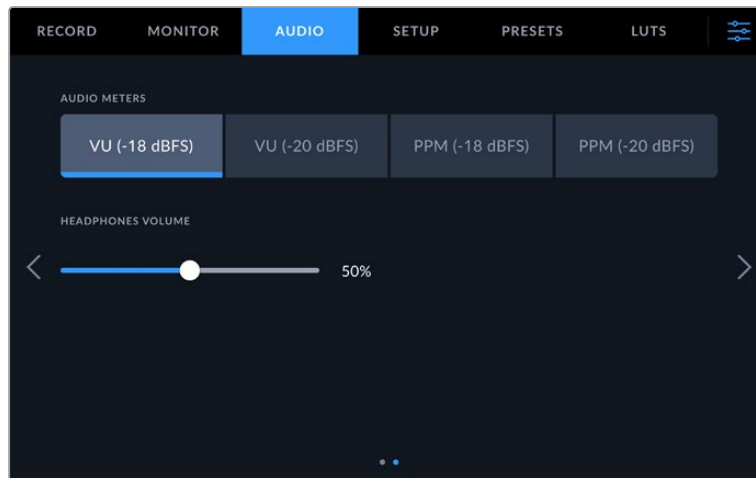 RECORD MONITOR AUDIO SETUP PRESETS LUTS
AUDIO METERS
VU (-18 dBFS) VU (-20 dBFS) PPM (-18 dBFS) PPM (-20 dBFS)
HEADPHONES VOLUME
50%